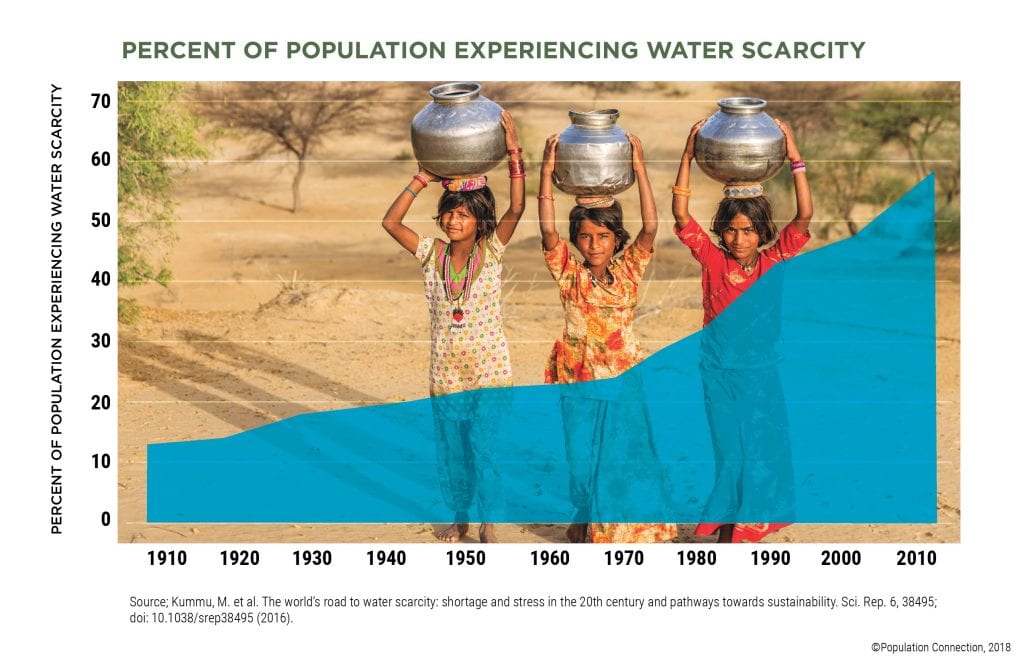 PERCENT OF POPULATION EXPERIENCING WATER SCARCITY
PERCENT OF POPULATION EXPERIENCING WATER SCARCITY
70
60
50
40
30
20
10
0
1910 1920 1930 1940 1950 1960 1970 1980 1990 2000 2010
Source; Kummu, M. et al. The world’s road to water scarcity: shortage and stress in the 20th century and pathways towards sustainability. Sci. Rep. 6, 38495;
doi: 10.1038/srep38495 (2016).
©Population Connection, 2018